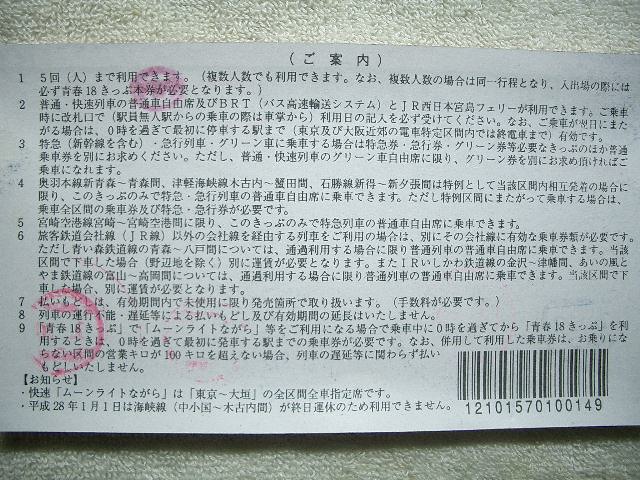 (ご案内)
1 5回(人)まで利用できます。(複数人数でも利用できます。なお、複数人数の場合は同一行程となり、入出場の際には
必ず青春18きっぷ本券が必要となります。)
2 普通・快速列車の普通車自由席及びBRT(バス高速輸送システム)とJR西日本宮島フェリーが利用できます。ご乗車
時に改札口で(駅員無人駅からの乗車の際は車掌から)利用日の記入を必ず受けてください。なお、ご乗車が翌日にまた
がる場合は、0時を過ぎて最初に停車する駅まで(東京及び大阪近郊の電車特定区間内では終電車まで)有効です。
3 特急(新幹線を含む)・急行列車・グリーン車に乗車する場合は特急券・急行券・グリーン券等必要なきっぷのほか普通
乗車券を別にお求めください。ただし、普通・快速列車のグリーン車自由席に限り、グリーン券を別にお求め頂ければご
乗車になれます。
4 奥羽本線新青森~青森間、津軽海峡線木古内~蟹田間、石勝線新得~新夕張間は特例として当該区間内相互発着の場合に
限り、このきっぷのみで特急・急行列車の普通車自由席に乗車できます。ただし特例区間にまたがって乗車する場合は、
乗車全区間の乗車券及び特急・急行券が必要です。
5 宮崎空港線宮崎~宮崎空港間に限り、このきっぷのみで特急列車の普通車自由席に乗車できます。
6 旅客鉄道会社線(JR線)以外の会社線を経由する列車をご利用の場合は、別にその会社線に有効な乗車券類が必要です。
ただし青い森鉄道線の青森~八戸間については、通過利用する場合に限り普通列車の普通車自由席に乗車できます。当該
区間で下車した場合(野辺地を除く)別に運賃が必要となります。またIRいしかわ鉄道線の金沢~津幡間、あいの風と
やま鉄道線の富山~高岡間については、通過利用する場合に限り普通列車の普通車自由席に乗車できます。当該区間で下
車した場合は、別に運賃が必要となります。
7 払いもどしは、有効期間内で未使用に限り発売箇所で取り扱います。(手数料が必要です。)
8 列車の運行不能・遅延等による払いもどし及び有効期間の延長はいたしません。
9 「青春18きっぷ」で「ムーンライトながら」等をご利用になる場合で乗車中に0時を過ぎてから「青春18きっぷ」を利
用するときは、0時を過ぎて最初に発車する駅までの乗車券が必要です。なお、併用して利用した乗車券は、お乗りにな
らない区間の営業キロが100キロを超えない場合、列車の遅延等に関わらず払い
もどしいたしません。
【お知らせ】
・快速「ムーンライトながら」は「東京~大垣」の全区間全車指定席です。
・平成28年1月1日は海峡線(中小国~木古内間)が終日運休のため利用できません。
12101570100149